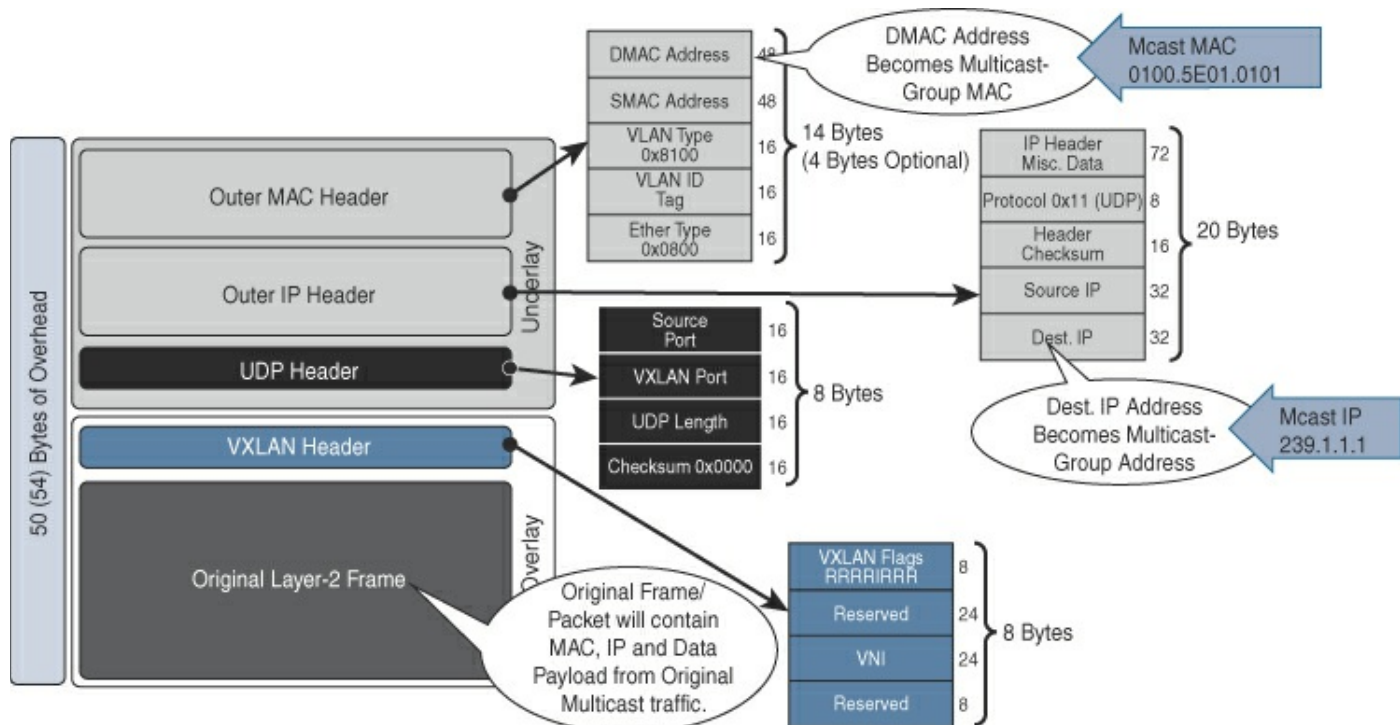 50 (54) Bytes of Overhead
Outer MAC Header
Outer IP Header
UDP Header
Underlay
VXLAN Header
Original Layer-2 Frame
Overlay
DMAC Address
48
SMAC Address
48
VLAN Type
0x8100
16
VLAN ID
Tag
16
Ether Type
0x0800
16
14 Bytes
(4 Bytes Optional)
DMAC Address
Becomes Multicast-
Group MAC
Mcast MAC
0100.5E01.0101
IP Header
Misc. Data
72
Protocol 0x11 (UDP)
8
Header
Checksum
16
Source IP
32
Dest. IP
32
20 Bytes
Dest. IP Address
Becomes Multicast-
Group Address
Mcast IP
239.1.1.1
Source
Port
16
VXLAN Port
16
UDP Length
16
Checksum 0x0000
16
8 Bytes
Original Frame/
Packet will contain
MAC, IP and Data
Payload from Original
Multicast traffic.
VXLAN Flags
RRRRIRRR
8
Reserved
24
VNI
24
Reserved
8
8 Bytes